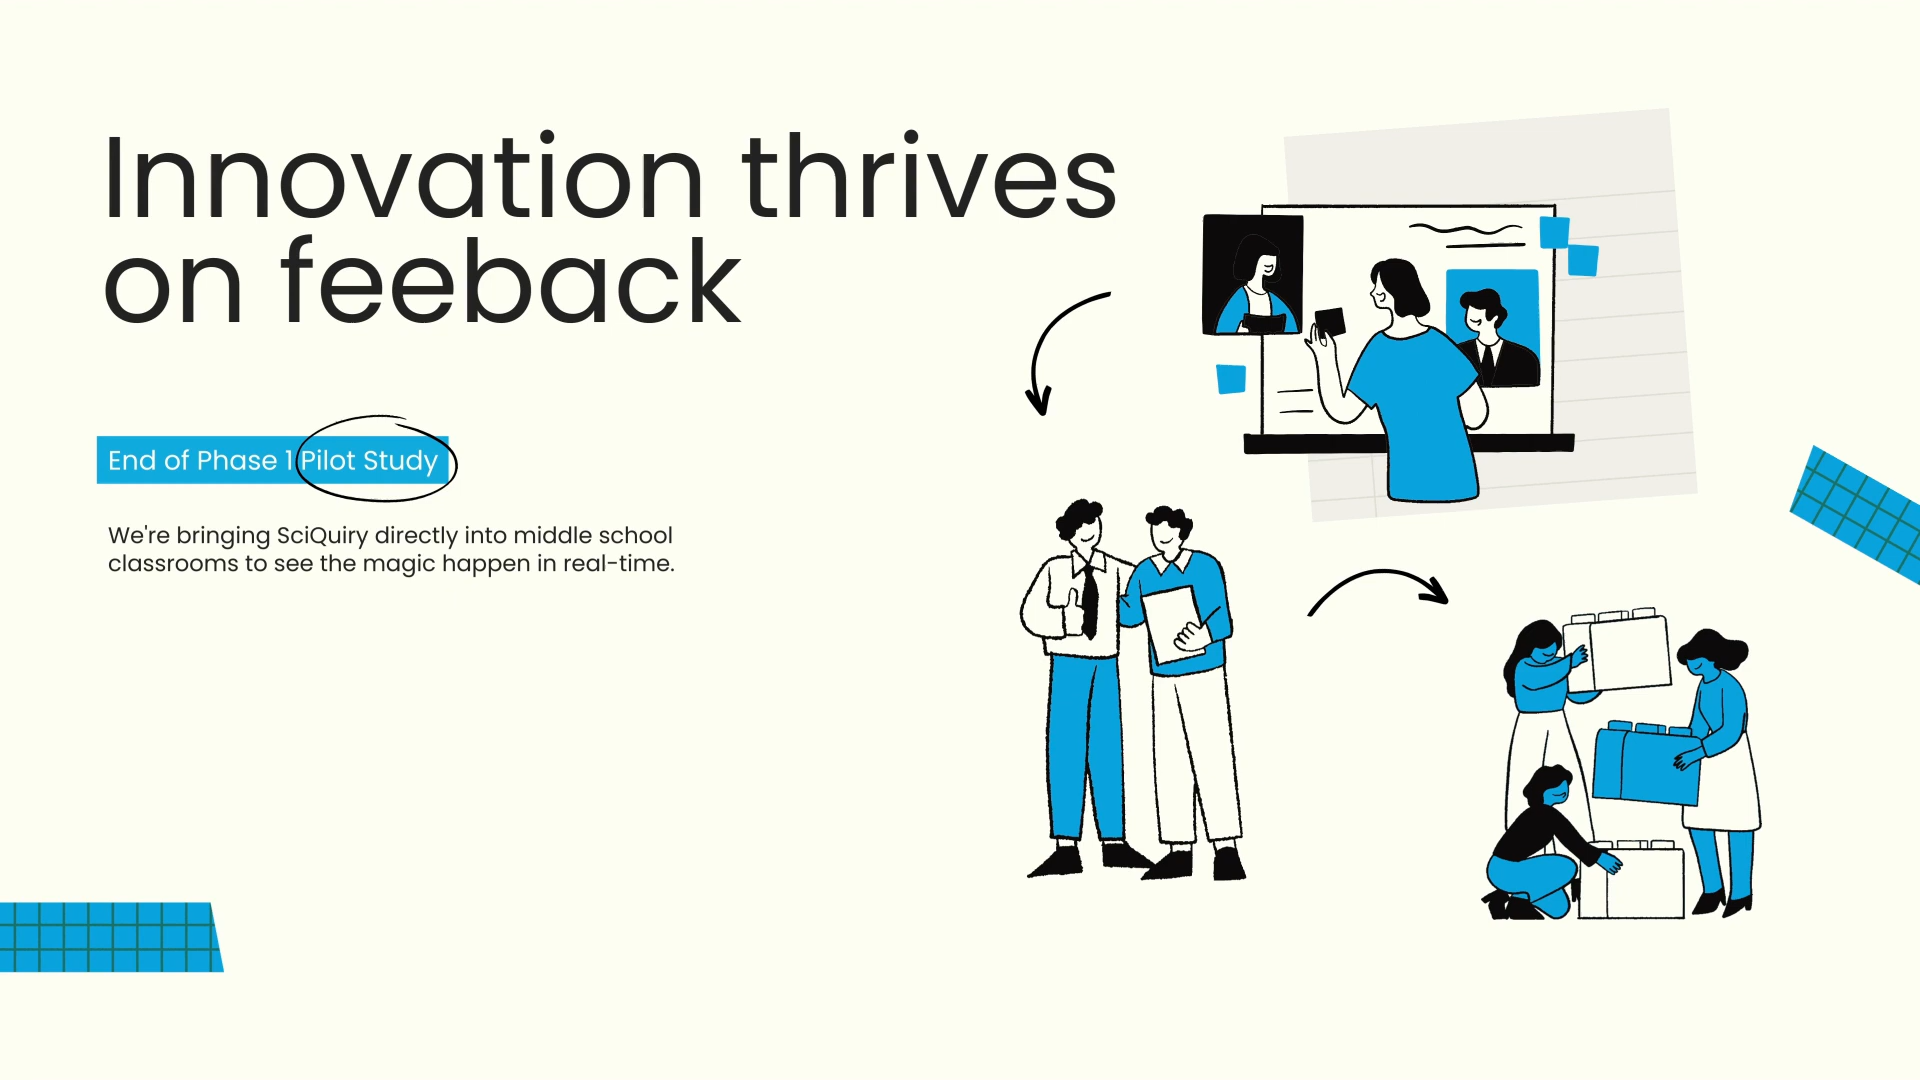 Innovation thrives
on feeback
End of Phase 1 Pilot Study
We're bringing SciQuiry directly into middle school
classrooms to see the magic happen in real-time.